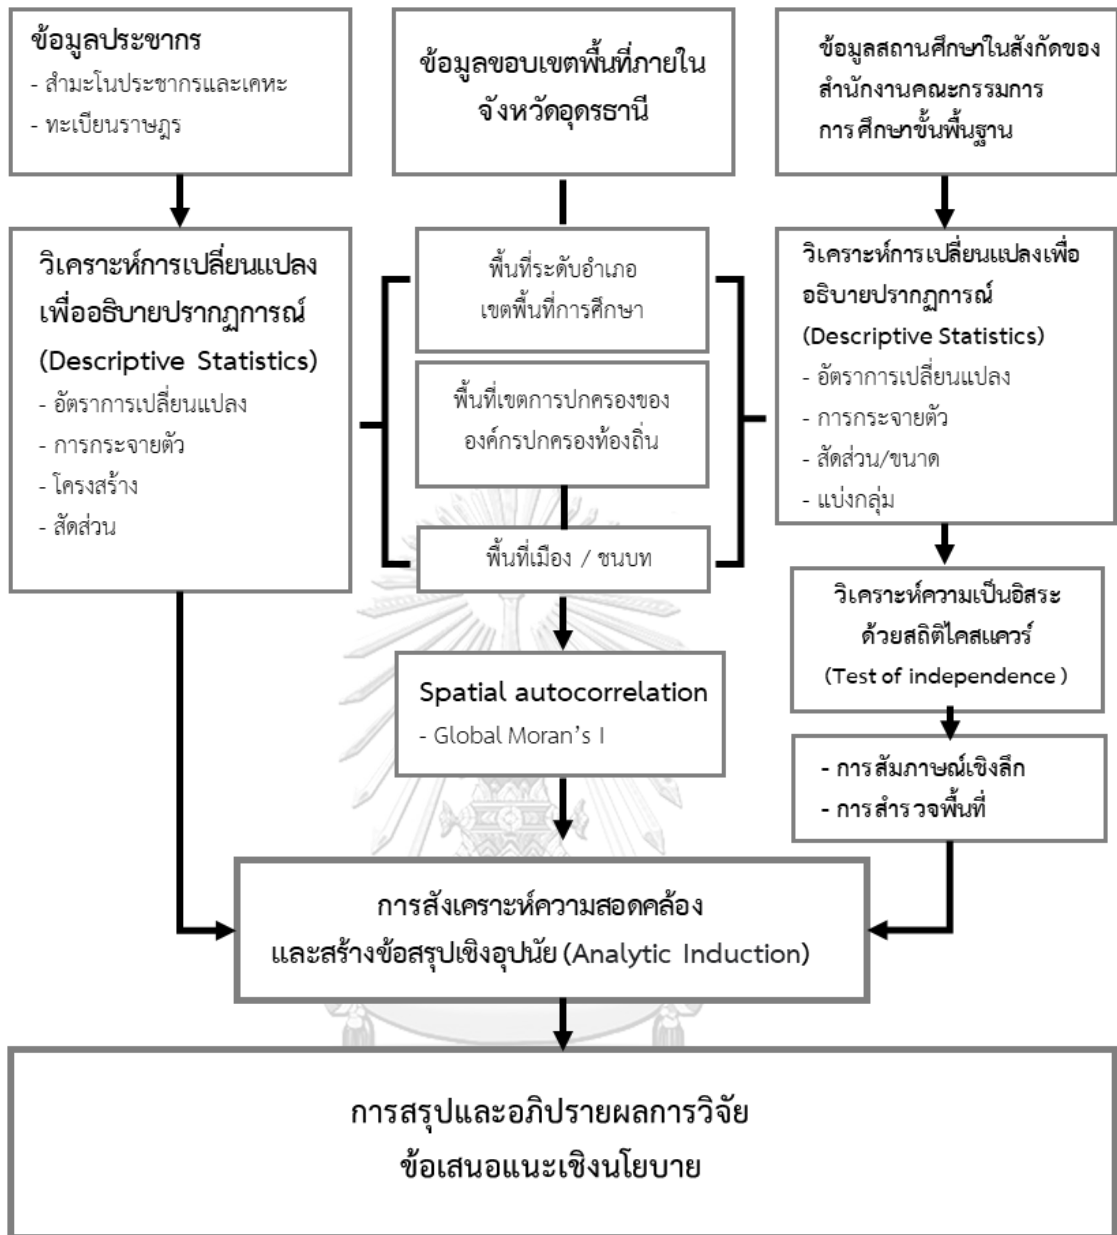 ข้อมูลประชากร
- สำมะโนประชากรและเคหะ
- ทะเบียนราษฎร
ข้อมูลขอบเขตพื้นที่ภายใน
จังหวัดอุดรธานี
ข้อมูลสถานศึกษาในสังกัดของ
สำนักงานคณะกรรมการ
การศึกษาขั้นพื้นฐาน
วิเคราะห์การเปลี่ยนแปลง
เพื่ออธิบายปรากฏการณ์
(Descriptive Statistics)
- อัตราการเปลี่ยนแปลง
- การกระจายตัว
- โครงสร้าง
- สัดส่วน
พื้นที่ระดับอำเภอ
เขตพื้นที่การศึกษา
พื้นที่เขตการปกครองของ
องค์กรปกครองท้องถิ่น
พื้นที่เมือง / ชนบท
วิเคราะห์การเปลี่ยนแปลงเพื่อ
อธิบายปรากฏการณ์
(Descriptive Statistics)
- อัตราการเปลี่ยนแปลง
- การกระจายตัว
- สัดส่วน/ขนาด
- แบ่งกลุ่ม
Spatial autocorrelation
- Global Moran's I
วิเคราะห์ความเป็นอิสระ
ด้วยสถิติไคสแควร์
(Test of independence )
- การสัมภาษณ์เชิงลึก
- การสำรวจพื้นที่
การสังเคราะห์ความสอดคล้อง
และสร้างข้อสรุปเชิงอุปนัย (Analytic Induction)
การสรุปและอภิปรายผลการวิจัย
ข้อเสนอแนะเชิงนโยบาย